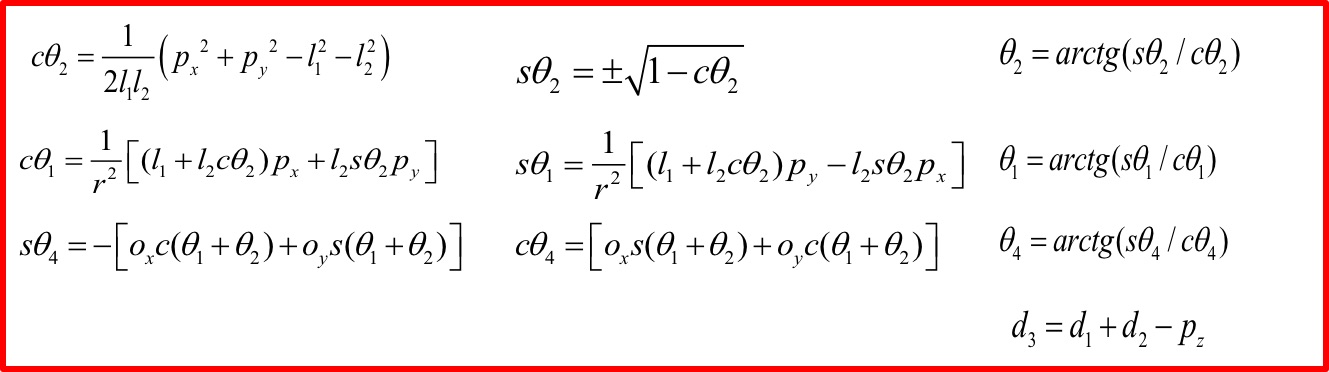 cθ₂ = 1/(2l₁l₂) (pₓ² + p_y² − l₁² − l₂²)    sθ₂ = ±√(1 − cθ₂)    θ₂ = arctg(sθ₂ / cθ₂)
cθ₁ = 1/r² [(l₁ + l₂cθ₂)pₓ + l₂sθ₂p_y]    sθ₁ = 1/r² [(l₁ + l₂cθ₂)p_y − l₂sθ₂pₓ]    θ₁ = arctg(sθ₁ / cθ₁)
sθ₄ = −[oₓc(θ₁ + θ₂) + o_ys(θ₁ + θ₂)]    cθ₄ = [oₓs(θ₁ + θ₂) + o_yc(θ₁ + θ₂)]    θ₄ = arctg(sθ₄ / cθ₄)
d₃ = d₁ + d₂ − p_z